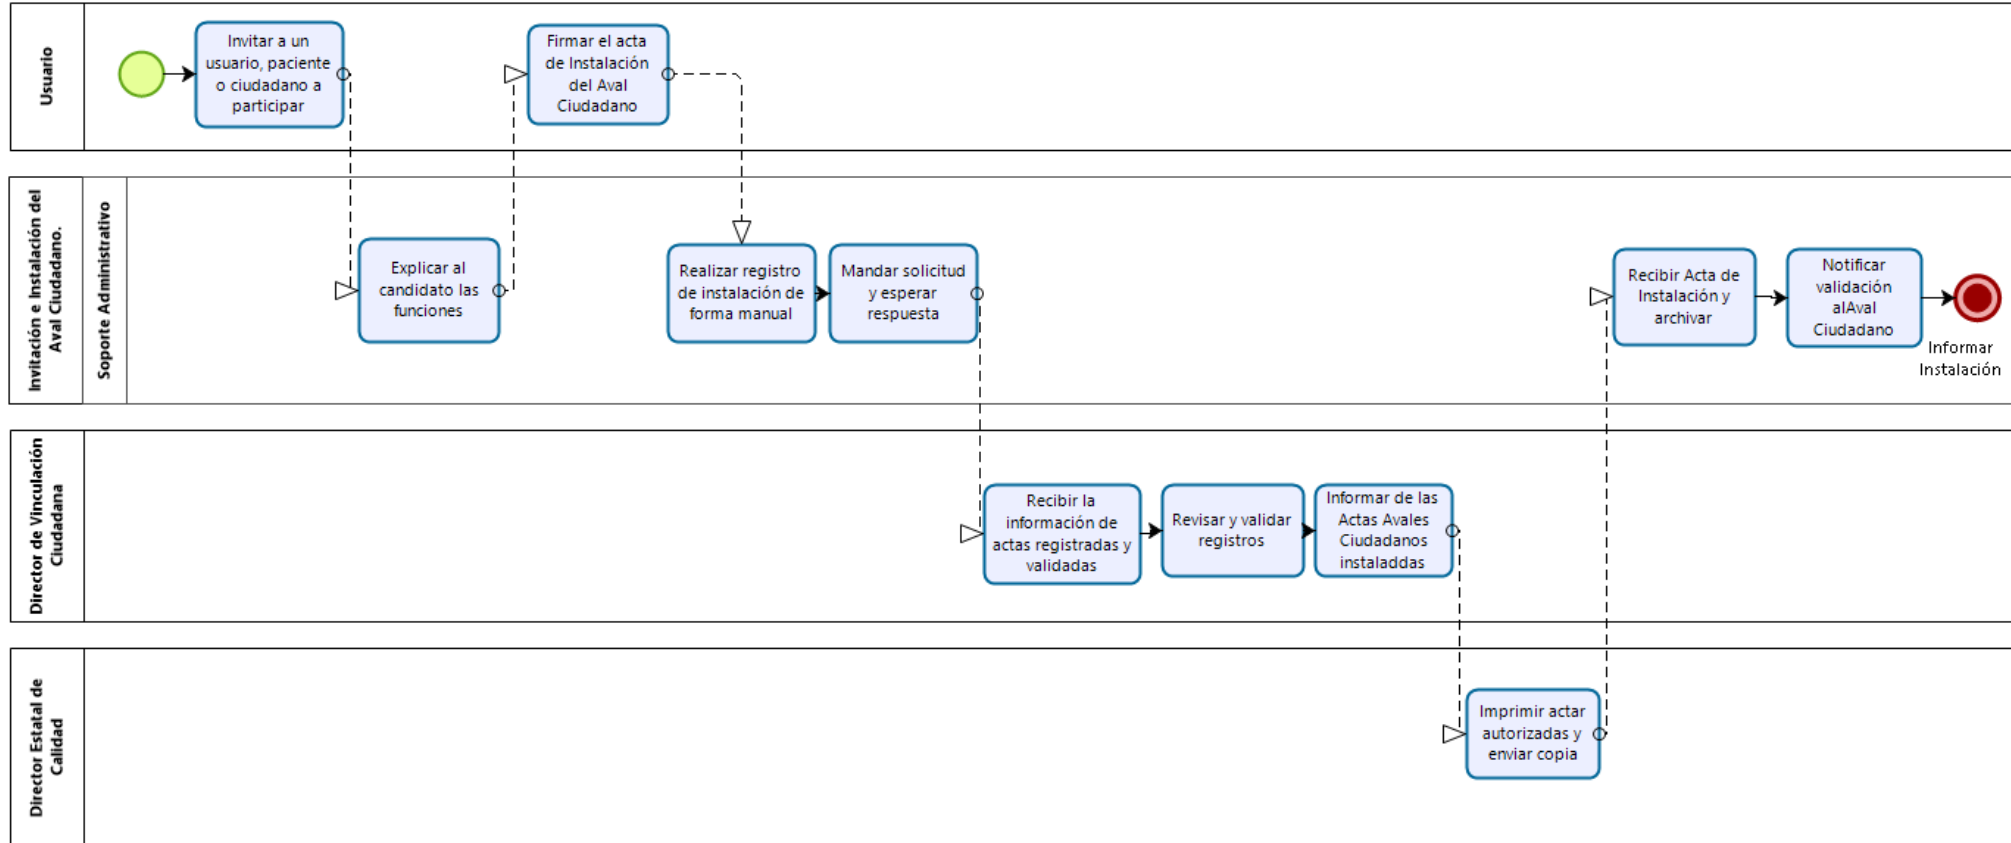 Usuario
Invitar a un
usuario, paciente
o ciudadano a
participar
Firmar el acta
de Instalación
del Aval
Ciudadano
Invitación e Instalación del
Aval Ciudadano.
Soporte Administrativo
Explicar al
candidato las
funciones
Realizar registro
de instalación de
forma manual
Mandar solicitud
y esperar
respuesta
Recibir Acta de
Instalación y
archivar
Notificar
validación
alAval
Ciudadano
Informar
Instalación
Director de Vinculación
Ciudadana
Recibir la
información de
actas registradas y
validadas
Revisar y validar
registros
Informar de las
Actas Avales
Ciudadanos
instaladdas
Director Estatal de
Calidad
Imprimir actar
autorizadas y
enviar copia